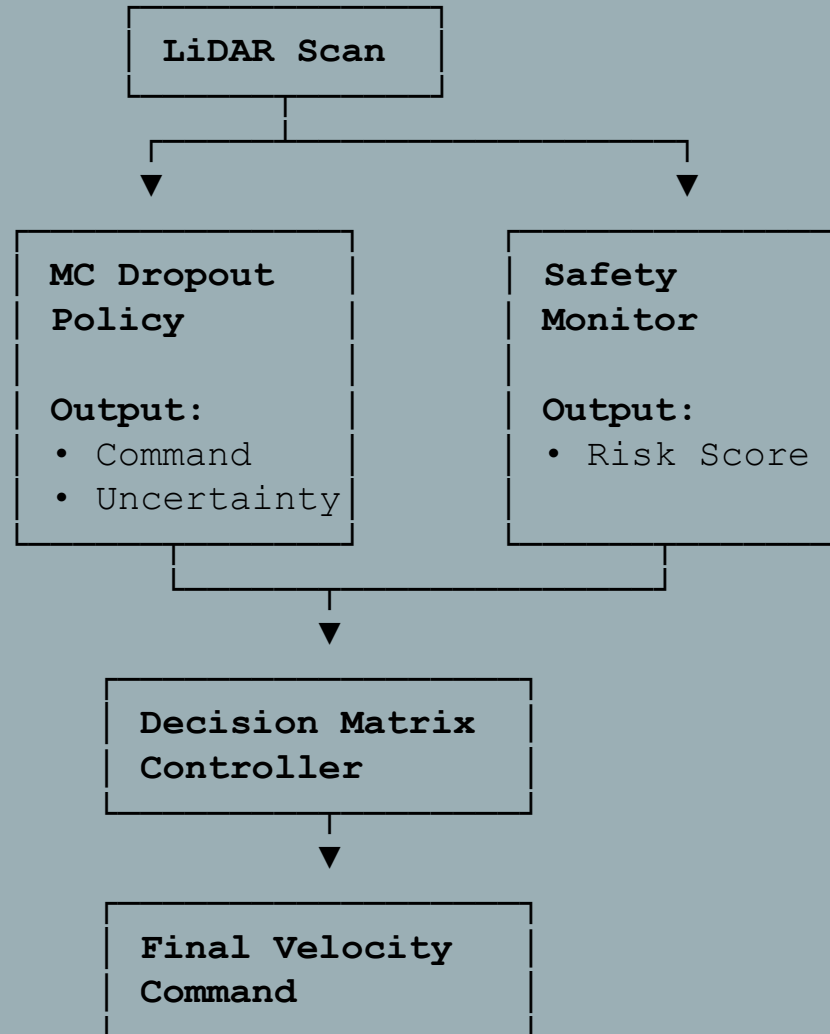 LiDAR Scan
MC Dropout
Policy
Output:
• Command
• Uncertainty
Safety
Monitor
Output:
• Risk Score
Decision Matrix
Controller
Final Velocity
Command